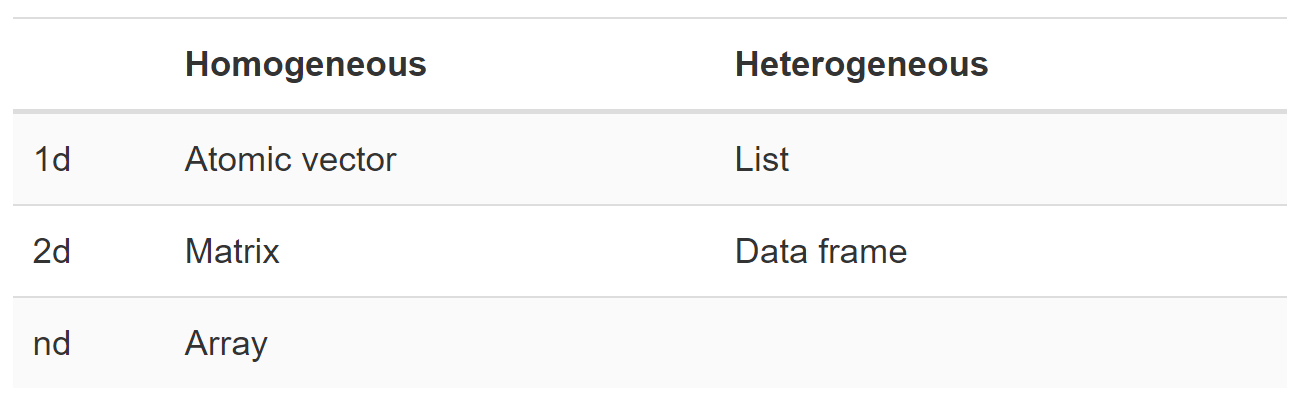 Homogeneous Heterogeneous
1d Atomic vector List
2d Matrix Data frame
nd Array